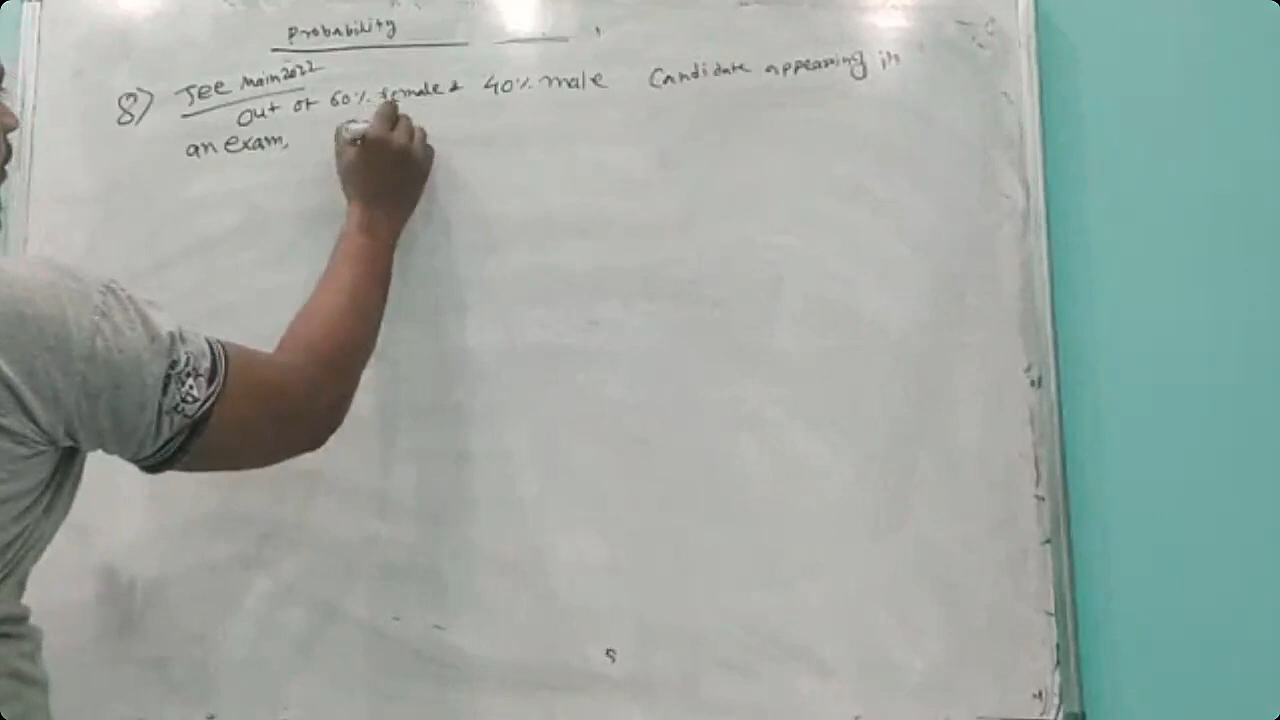 Probability
8) JEE Main 2022
Out of 60% female & 40% male Candidate appearing in
an exam,